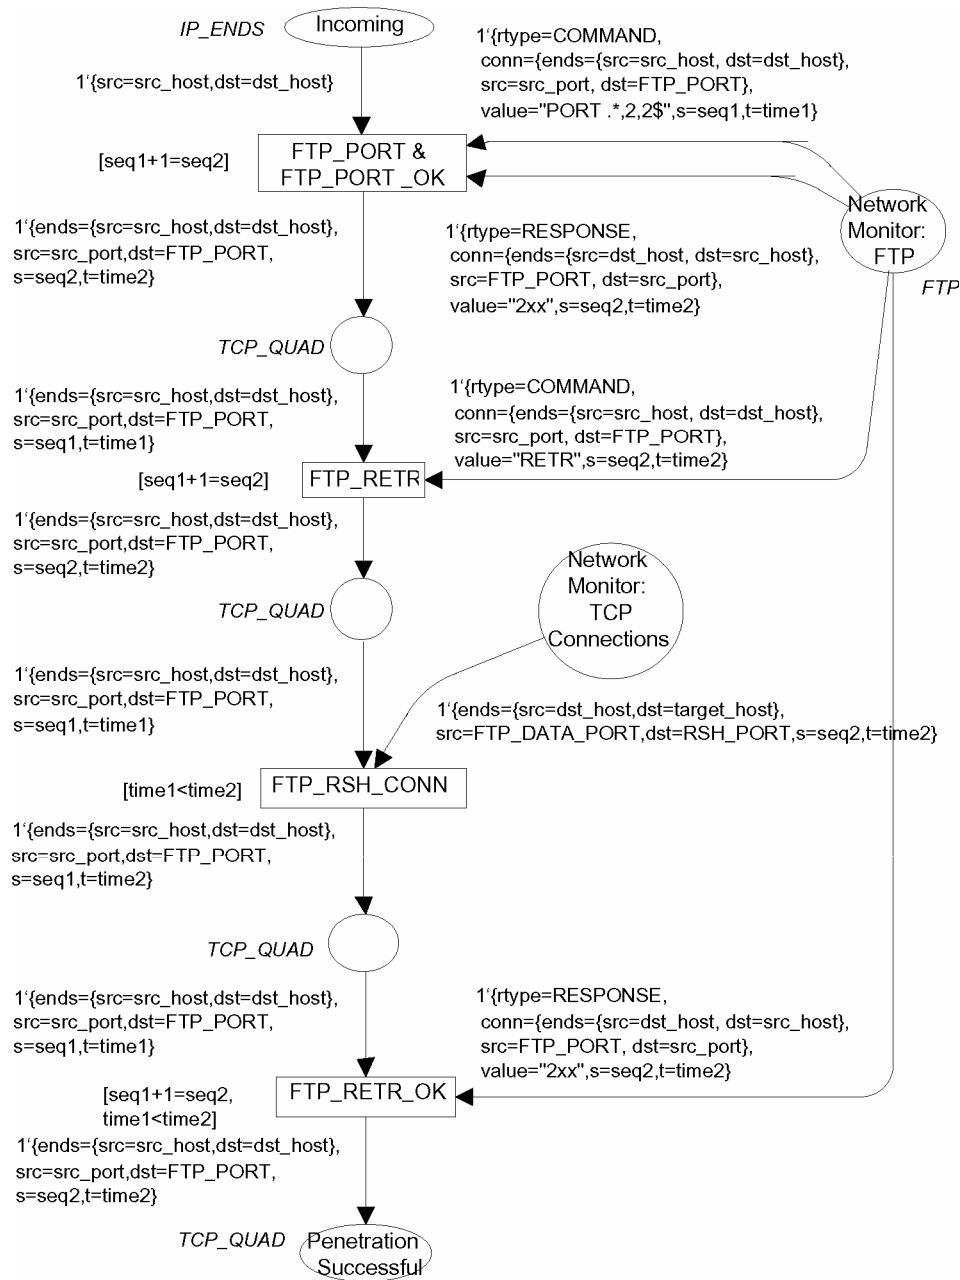 IP_ENDS
Incoming
1‘{src=src_host,dst=dst_host}
1‘{rtype=COMMAND,
conn={ends={src=src_host, dst=dst_host},
src=src_port, dst=FTP_PORT},
value="PORT .*,2,2$",s=seq1,t=time1}
[seq1+1=seq2]
FTP_PORT &
FTP_PORT _OK
Network
Monitor:
FTP
FTP
1‘{ends={src=src_host,dst=dst_host},
src=src_port,dst=FTP_PORT,
s=seq2,t=time2}
1‘{rtype=RESPONSE,
conn={ends={src=dst_host, dst=src_host},
src=FTP_PORT, dst=src_port},
value="2xx",s=seq2,t=time2}
TCP_QUAD
1‘{ends={src=src_host,dst=dst_host},
src=src_port,dst=FTP_PORT,
s=seq1,t=time1}
1‘{rtype=COMMAND,
conn={ends={src=src_host, dst=dst_host},
src=src_port, dst=FTP_PORT},
value="RETR",s=seq2,t=time2}
[seq1+1=seq2]
FTP_RETR
1‘{ends={src=src_host,dst=dst_host},
src=src_port,dst=FTP_PORT,
s=seq2,t=time2}
Network
Monitor:
TCP
Connections
TCP_QUAD
1‘{ends={src=src_host,dst=dst_host},
src=src_port,dst=FTP_PORT,
s=seq1,t=time1}
1‘{ends={src=dst_host,dst=target_host},
src=FTP_DATA_PORT,dst=RSH_PORT,s=seq2,t=time2}
[time1<time2]
FTP_RSH_CONN
1‘{ends={src=src_host,dst=dst_host},
src=src_port,dst=FTP_PORT,
s=seq1,t=time2}
TCP_QUAD
1‘{ends={src=src_host,dst=dst_host},
src=src_port,dst=FTP_PORT,
s=seq1,t=time1}
1‘{rtype=RESPONSE,
conn={ends={src=dst_host, dst=src_host},
src=FTP_PORT, dst=src_port},
value="2xx",s=seq2,t=time2}
[seq1+1=seq2,
time1<time2]
FTP_RETR_OK
1‘{ends={src=src_host,dst=dst_host},
src=src_port,dst=FTP_PORT,
s=seq2,t=time2}
TCP_QUAD
Penetration
Successful